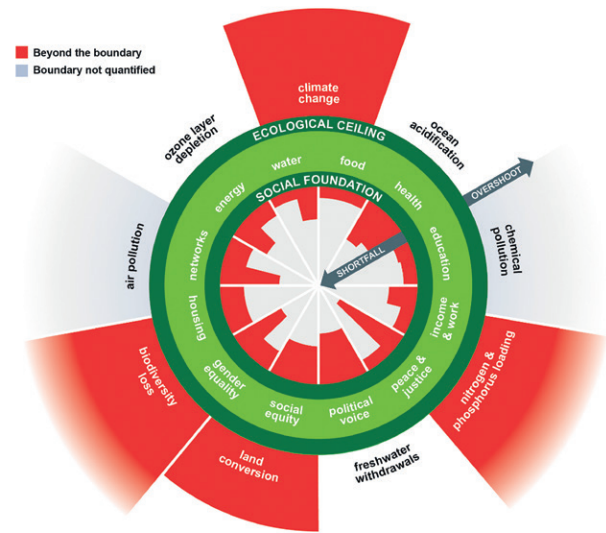 Beyond the boundary
Boundary not quantified
climate
change
ozone layer
depletion
ocean
acidification
ECOLOGICAL CEILING
water
food
energy
health
SOCIAL FOUNDATION
OVERSHOOT
SHORTFALL
networks
education
air pollution
chemical
pollution
housing
income
& work
gender
equality
peace &
justice
social
equity
political
voice
biodiversity
loss
nitrogen &
phosphorus loading
land
conversion
freshwater
withdrawals